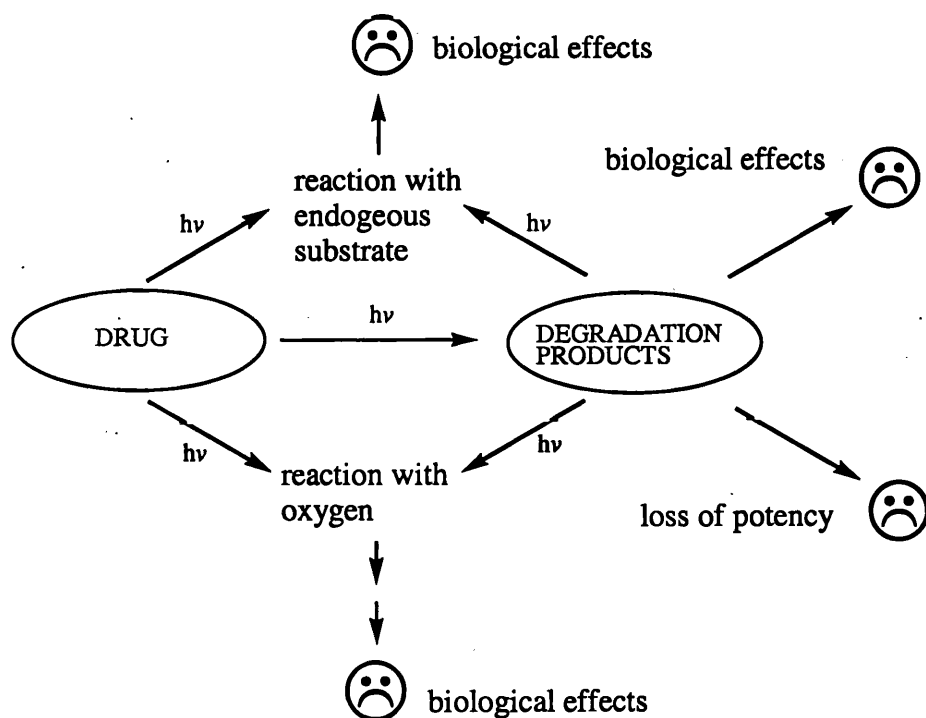 biological effects
biological effects
reaction with
endogeous
substrate
hν
hν
DRUG
hν
DEGRADATION
PRODUCTS
hν
hν
reaction with
oxygen
loss of potency
biological effects